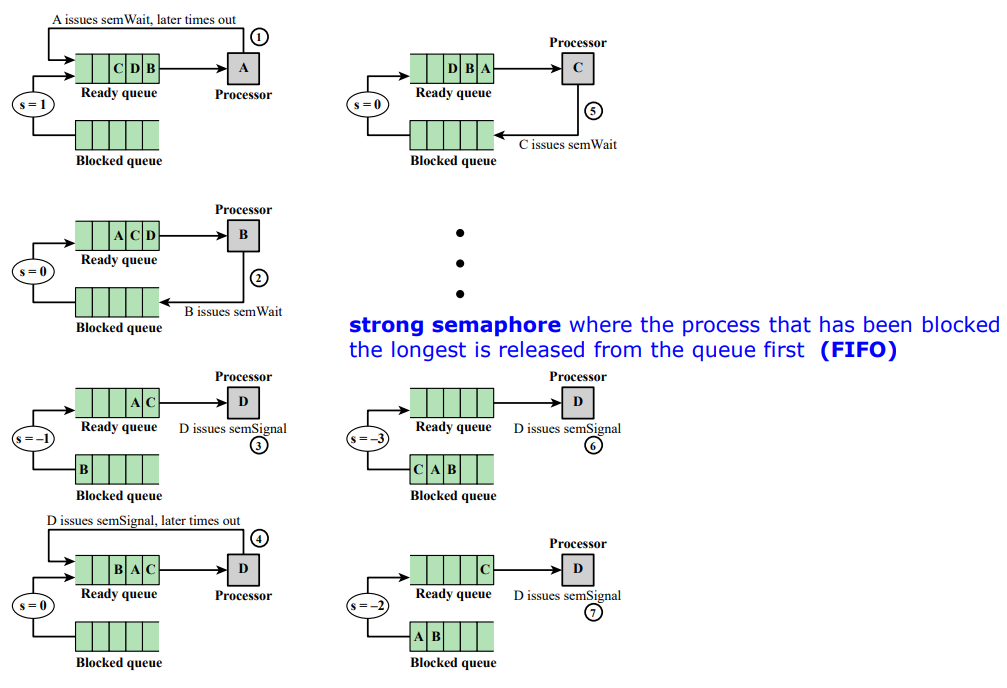 A issues semWait, later times out
1
C D B
A
Ready queue
Processor
s = 1
Blocked queue
Processor
B
A C D
Ready queue
2
s = 0
B issues semWait
Blocked queue
Processor
D
A C
Ready queue
D issues semSignal
3
s = –1
B
Blocked queue
D issues semSignal, later times out
4
B A C
D
Ready queue
Processor
s = 0
Blocked queue
Processor
C
D B A
Ready queue
5
s = 0
C issues semWait
Blocked queue
strong semaphore where the process that has been blocked
the longest is released from the queue first (FIFO)
Processor
D
Ready queue
D issues semSignal
6
s = –3
C A B
Blocked queue
Processor
D
C
Ready queue
D issues semSignal
7
s = –2
A B
Blocked queue